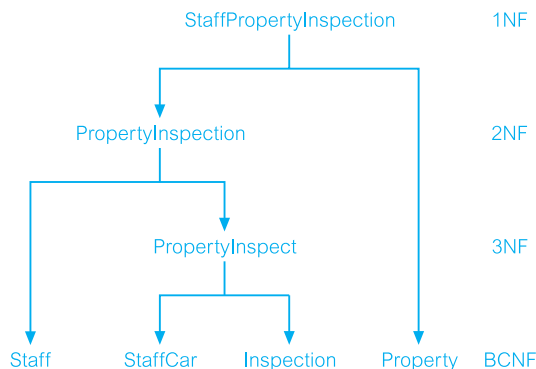 StaffPropertyInspection 1NF
PropertyInspection 2NF
PropertyInspect 3NF
Staff StaffCar Inspection Property BCNF